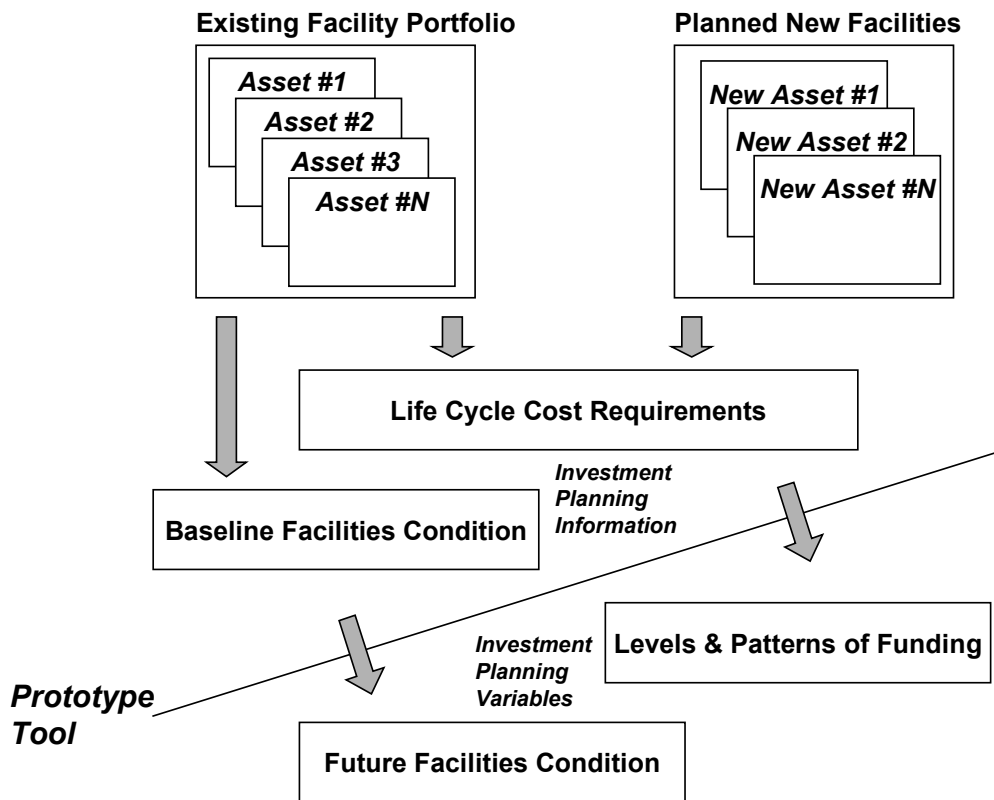 Existing Facility Portfolio
Planned New Facilities
Asset #1
Asset #2
Asset #3
Asset #N
New Asset #1
New Asset #2
New Asset #N
Life Cycle Cost Requirements
Investment
Planning
Information
Baseline Facilities Condition
Levels & Patterns of Funding
Investment
Planning
Variables
Prototype
Tool
Future Facilities Condition